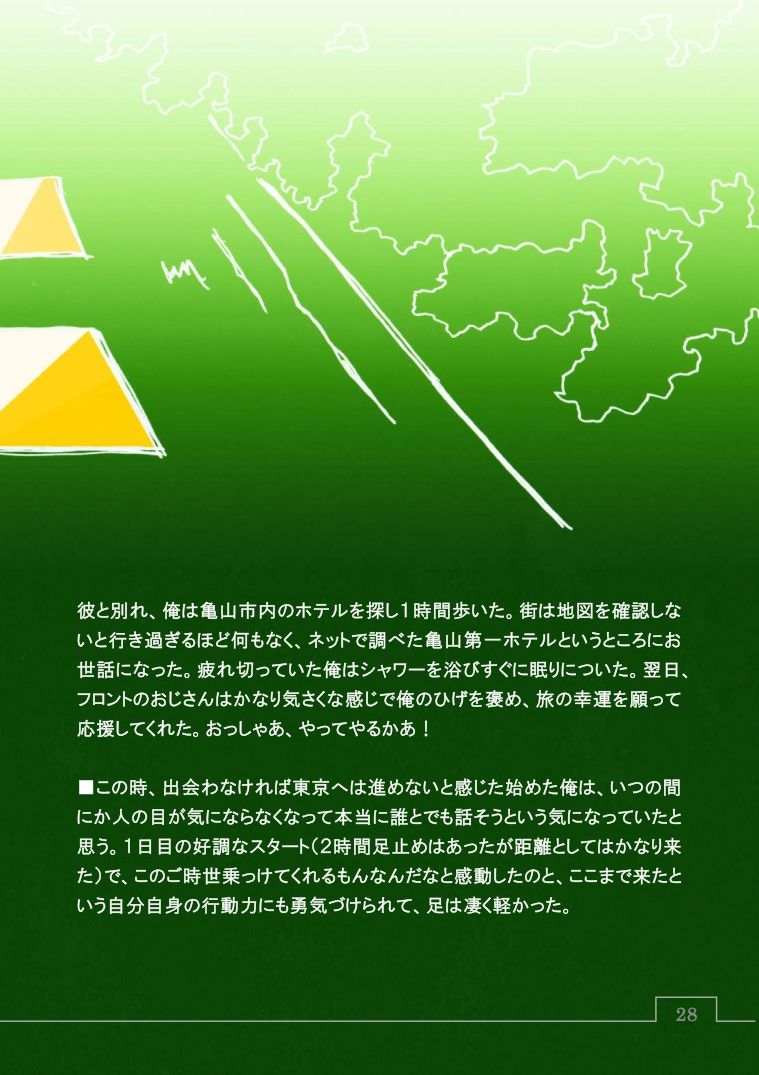 彼と別れ、俺は亀山市内のホテルを探し1時間歩いた。街は地図を確認しな
いと行き過ぎるほど何もなく、ネットで調べた亀山第一ホテルというところにお
世話になった。疲れ切っていた俺はシャワーを浴びすぐに眠りについた。翌日、
フロントのおじさんはかなり気さくな感じで俺のひげを褒め、旅の幸運を願って
応援してくれた。おっしゃあ、やってやるかあ！
■この時、出会わなければ東京へは進めないと感じた始めた俺は、いつの間
にか人の目が気にならなくなって本当に誰とでも話そうという気になっていたと
思う。1日目の好調なスタート（2時間足止めはあったが距離としてはかなり来
た）で、このご時世乗っけてくれるもんなんだなと感動したのと、ここまで来たと
いう自分自身の行動力にも勇気づけられて、足は凄く軽かった。
28